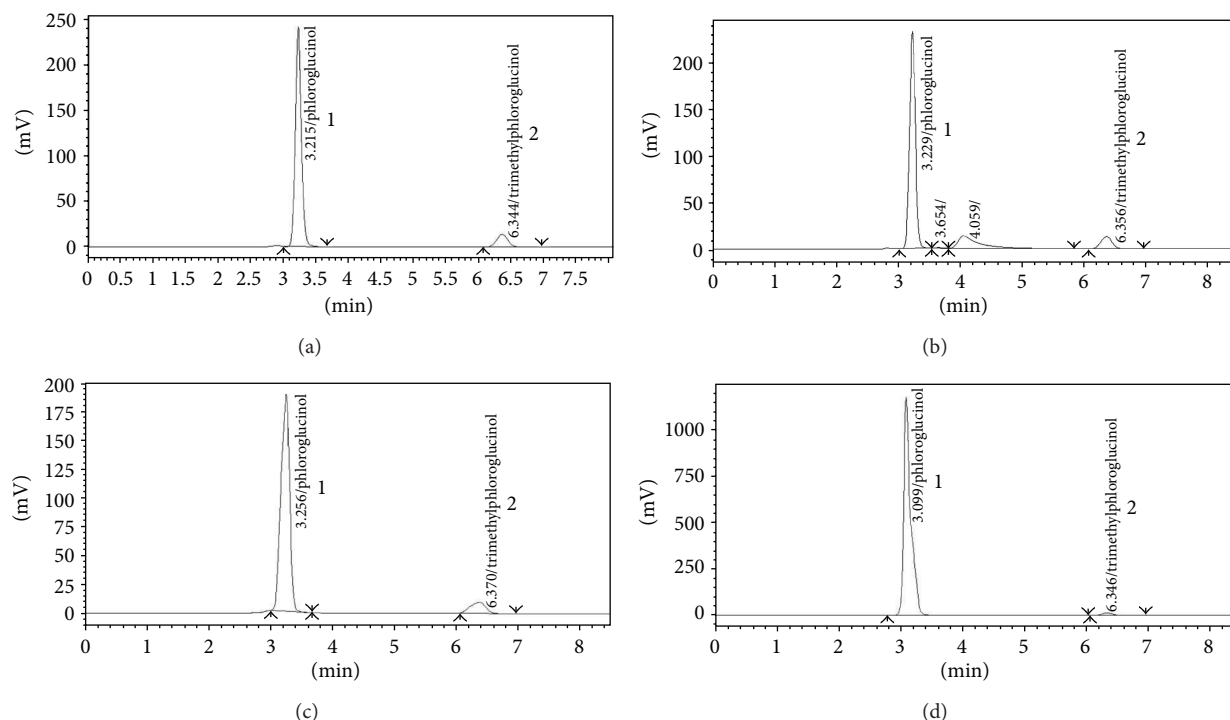 250
200
150
100
50
0
(mV)
3.215/phloroglucinol
1
6.344/trimethylphloroglucinol
2
0 0.5 1 1.5 2 2.5 3 3.5 4 4.5 5 5.5 6 6.5 7 7.5
(min)
(a)
200
150
100
50
0
(mV)
3.229/phloroglucinol
1
3.654/
4.059/
6.356/trimethylphloroglucinol
2
0 1 2 3 4 5 6 7 8
(min)
(b)
200
175
150
125
100
75
50
25
0
(mV)
3.256/phloroglucinol
1
6.370/trimethylphloroglucinol
2
0 1 2 3 4 5 6 7 8
(min)
(c)
1000
750
500
250
0
(mV)
3.099/phloroglucinol
1
6.346/trimethylphloroglucinol
2
0 1 2 3 4 5 6 7 8
(min)
(d)